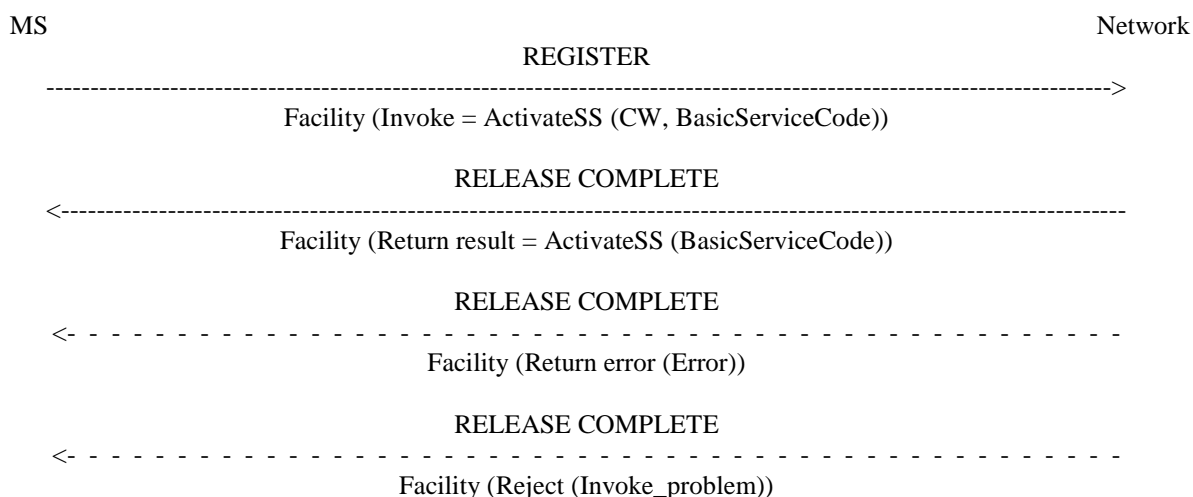 MS Network
REGISTER
------------------------------------------------------------------------------------------------------------------------>
Facility (Invoke = ActivateSS (CW, BasicServiceCode))
RELEASE COMPLETE
<------------------------------------------------------------------------------------------------------------------------
Facility (Return result = ActivateSS (BasicServiceCode))
RELEASE COMPLETE
<- - - - - - - - - - - - - - - - - - - - - - - - - - - - - - - - - - - - - - - - - - - - - - - -
Facility (Return error (Error))
RELEASE COMPLETE
<- - - - - - - - - - - - - - - - - - - - - - - - - - - - - - - - - - - - - - - - - - - - - - - -
Facility (Reject (Invoke_problem))